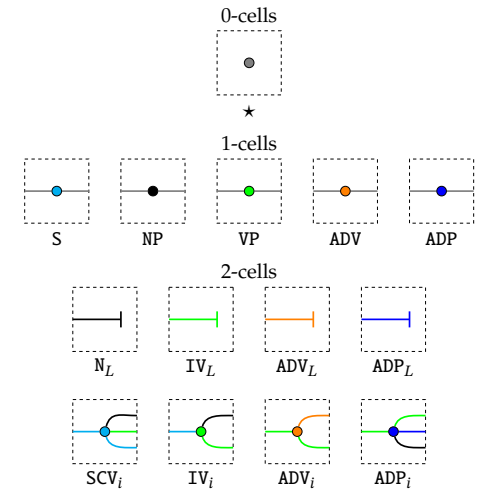 0-cells
★
1-cells
S NP VP ADV ADP
2-cells
N_L IV_L ADV_L ADP_L
SCV_i IV_i ADV_i ADP_i